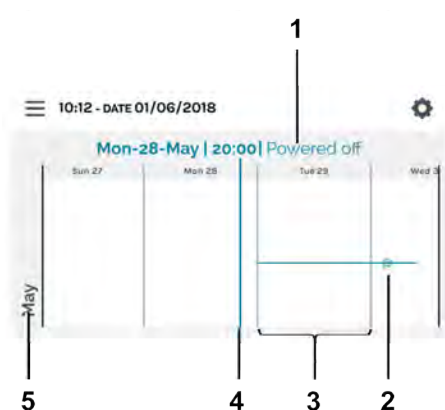 1
10:12 - DATE 01/06/2018
Mon-28-May | 20:00| Powered off
Sun 27 Mon 28 Tue 29 Wed 3
May
5 4 3 2